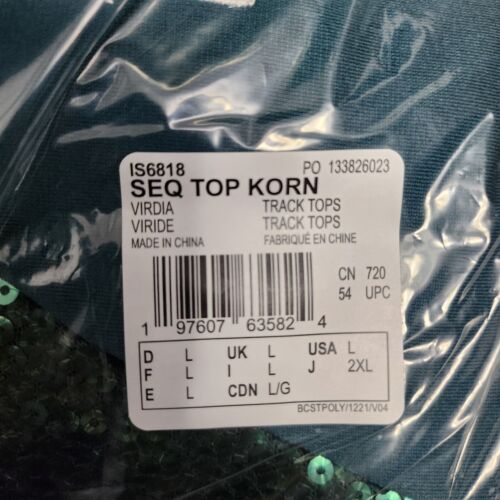 IS6818 PO 133826023
SEQ TOP KORN
VIRDIA TRACK TOPS
VIRIDE TRACK TOPS
MADE IN CHINA FABRIQUÉ EN CHINE
CN 720
54 UPC
1 97607 63582 4
D L UK L USA L
F L I L J 2XL
E L CDN L/G
BCSTPOLY/1221/V04